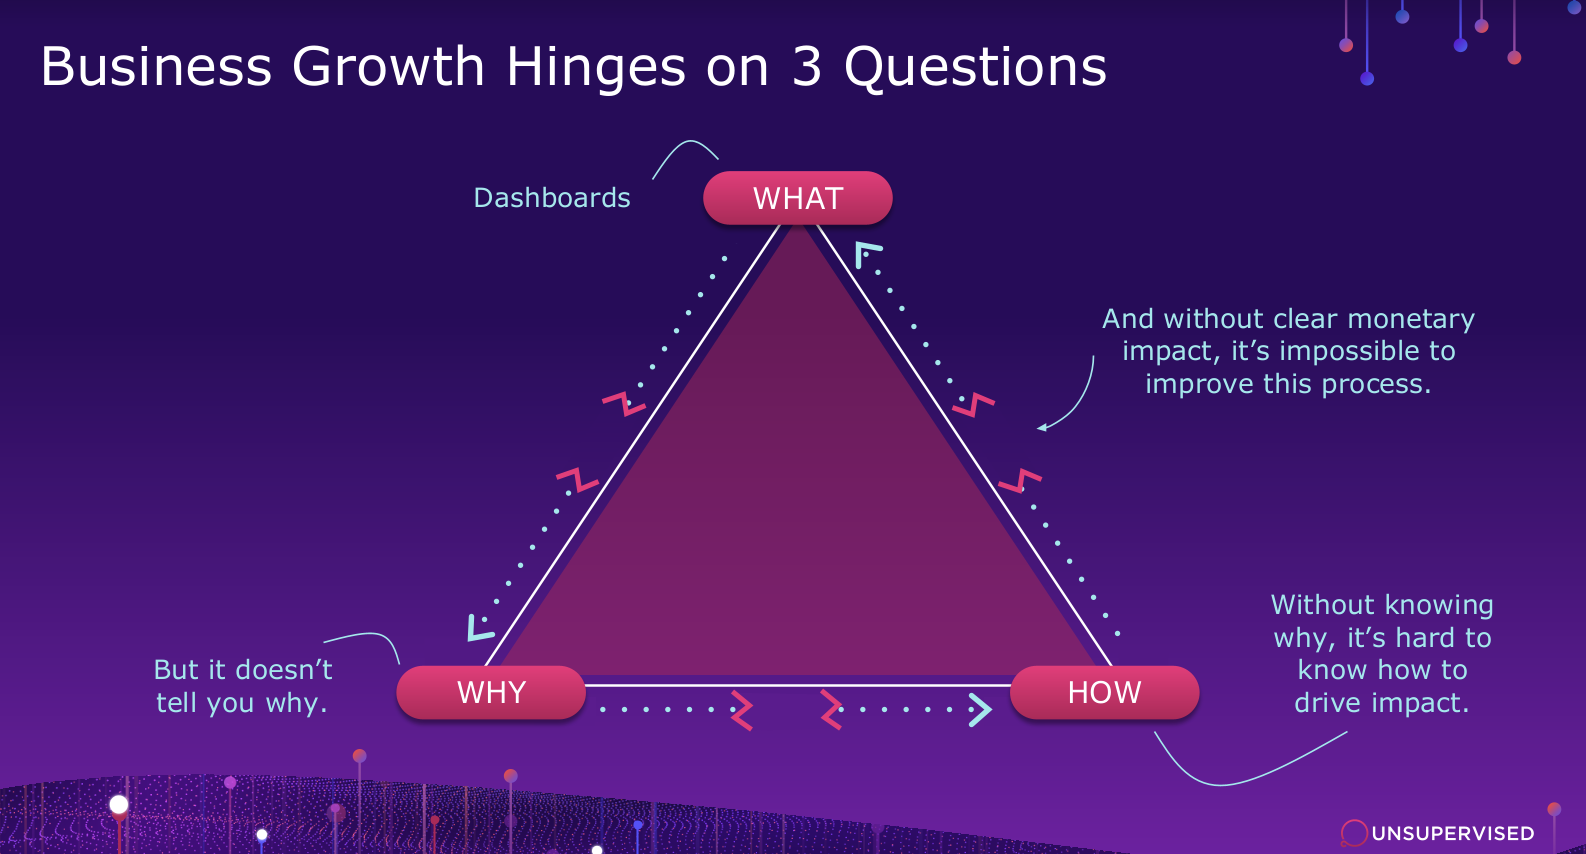 Business Growth Hinges on 3 Questions
Dashboards
WHAT
And without clear monetary
impact, it’s impossible to
improve this process.
But it doesn’t
tell you why.
WHY
HOW
Without knowing
why, it’s hard to
know how to
drive impact.
UNSUPERVISED